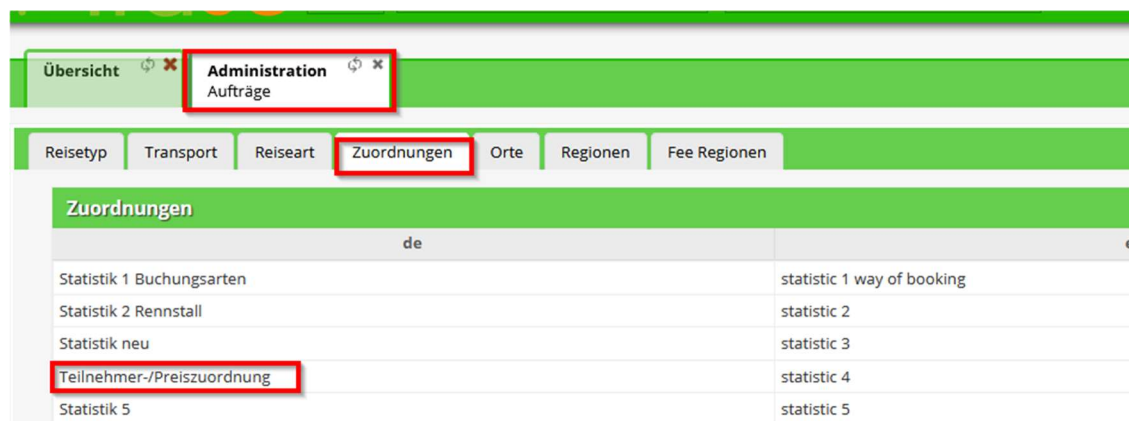 Übersicht
Administration
Aufträge
Reisetyp Transport Reiseart Zuordnungen Orte Regionen Fee Regionen
Zuordnungen
de
Statistik 1 Buchungsarten statistic 1 way of booking
Statistik 2 Rennstall statistic 2
Statistik neu statistic 3
Teilnehmer-/Preiszuordnung statistic 4
Statistik 5 statistic 5